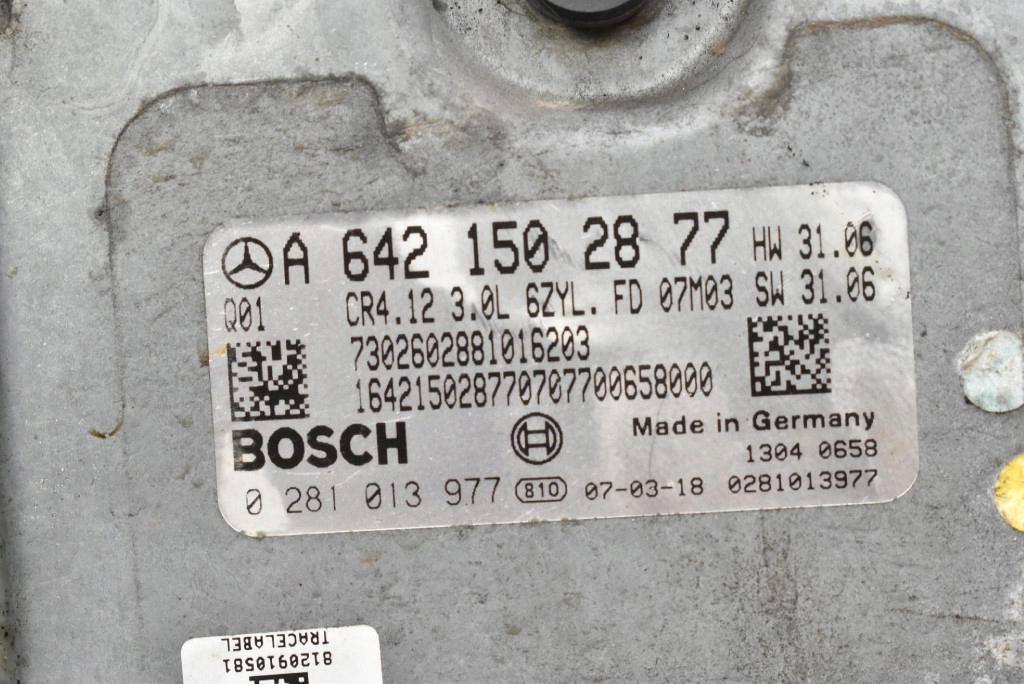 A 642 150 28 77 HW 31.06
Q01 CR4.12 3.0L 6ZYL. FD 07M03 SW 31.06
7302602881016203
164215028770707700658000
BOSCH Made in Germany
1304 0658
0 281 013 977 810 07-03-18 0281013977
8120910581
TRACELABEL